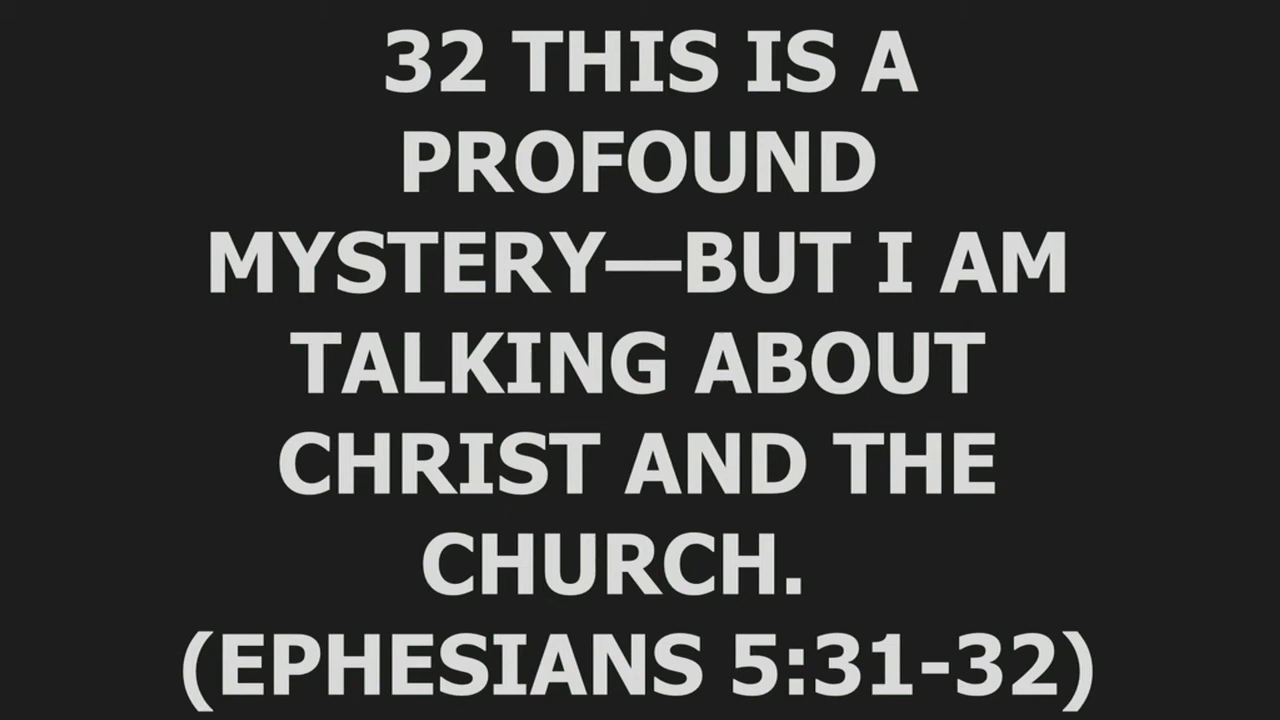 32 THIS IS A
PROFOUND
MYSTERY—BUT I AM
TALKING ABOUT
CHRIST AND THE
CHURCH.
(EPHESIANS 5:31-32)